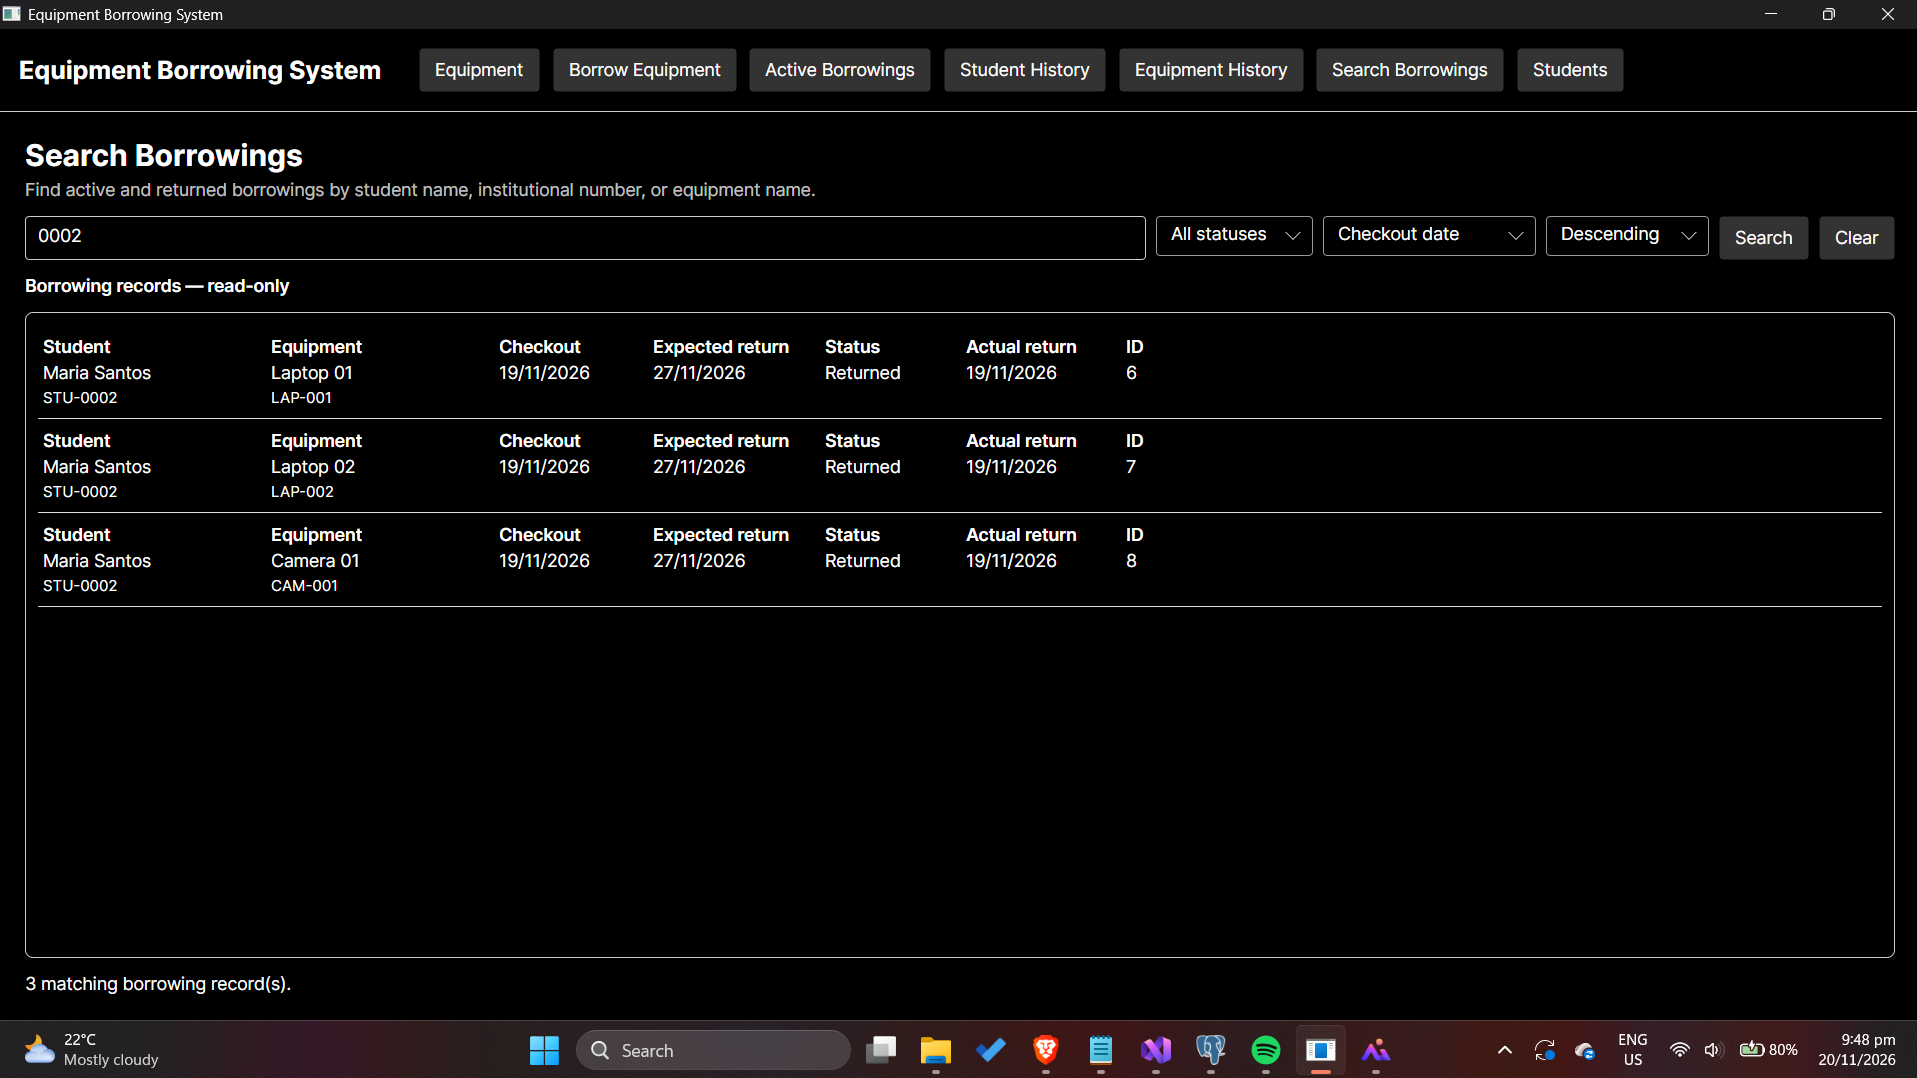 Equipment Borrowing System
Equipment Borrowing System Equipment Borrow Equipment Active Borrowings Student History Equipment History Search Borrowings Students
Search Borrowings
Find active and returned borrowings by student name, institutional number, or equipment name.
0002 All statuses Checkout date Descending Search Clear
Borrowing records — read-only
Student Equipment Checkout Expected return Status Actual return ID
Maria Santos Laptop 01 19/11/2026 27/11/2026 Returned 19/11/2026 6
STU-0002 LAP-001
Student Equipment Checkout Expected return Status Actual return ID
Maria Santos Laptop 02 19/11/2026 27/11/2026 Returned 19/11/2026 7
STU-0002 LAP-002
Student Equipment Checkout Expected return Status Actual return ID
Maria Santos Camera 01 19/11/2026 27/11/2026 Returned 19/11/2026 8
STU-0002 CAM-001
3 matching borrowing record(s).
22°C
Mostly cloudy
Search
ENG
US
80%
9:48 pm
20/11/2026